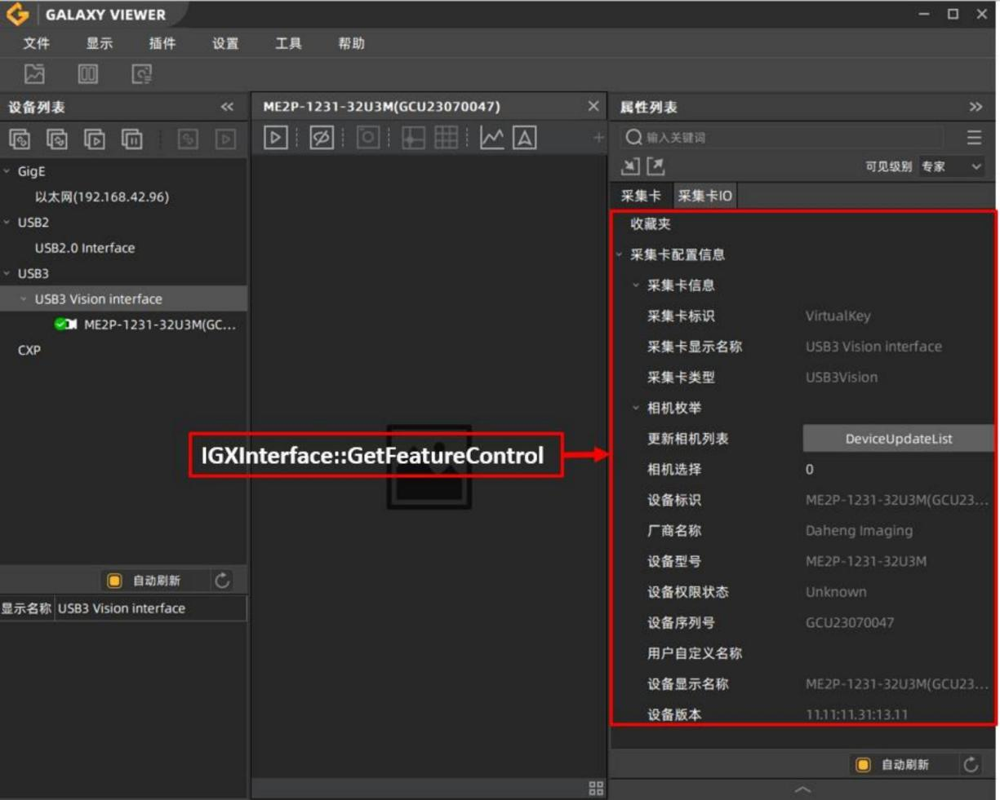 GALAXY VIEWER
文件 显示 插件 设置 工具 帮助
设备列表
GigE
以太网(192.168.42.96)
USB2
USB2.0 Interface
USB3
USB3 Vision interface
ME2P-1231-32U3M(GC...
CXP
自动刷新
显示名称 USB3 Vision interface
ME2P-1231-32U3M(GCU23070047)
IGXInterface::GetFeatureControl
属性列表
输入关键词
可见级别 专家
采集卡 采集卡IO
收藏夹
采集卡配置信息
采集卡信息
采集卡标识 VirtualKey
采集卡显示名称 USB3 Vision interface
采集卡类型 USB3Vision
相机枚举
更新相机列表 DeviceUpdateList
相机选择 0
设备标识 ME2P-1231-32U3M(GCU23...
厂商名称 Daheng Imaging
设备型号 ME2P-1231-32U3M
设备权限状态 Unknown
设备序列号 GCU23070047
用户自定义名称
设备显示名称 ME2P-1231-32U3M(GCU23...
设备版本 11.11:11.31:13.11
自动刷新